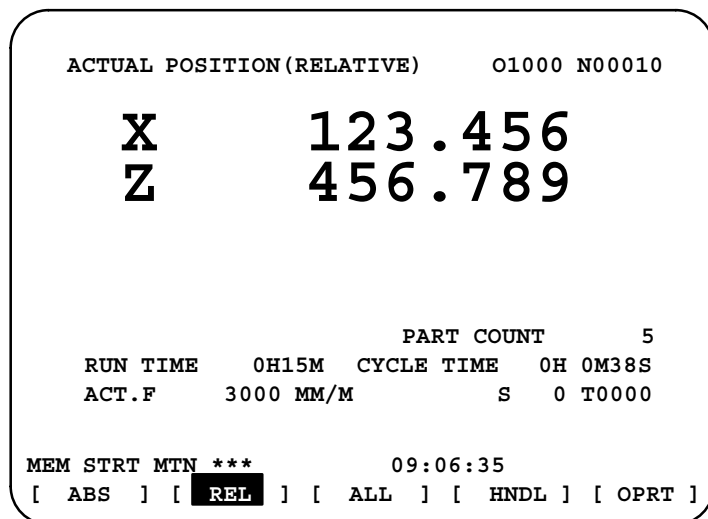 ACTUAL POSITION(RELATIVE) O1000 N00010
X 123.456
Z 456.789
PART COUNT 5
RUN TIME 0H15M CYCLE TIME 0H 0M38S
ACT.F 3000 MM/M S 0 T0000
MEM STRT MTN *** 09:06:35
[ ABS ] [ REL ] [ ALL ] [ HNDL ] [ OPRT ]